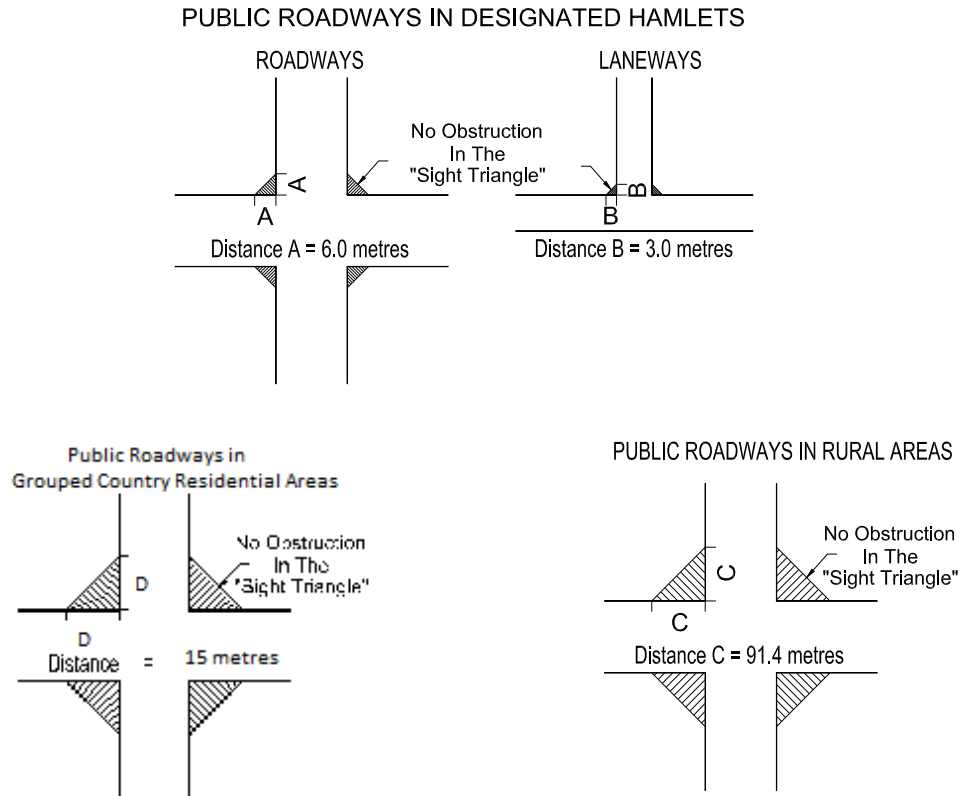 PUBLIC ROADWAYS IN DESIGNATED HAMLETS
ROADWAYS
No Obstruction
In The
"Sight Triangle"
A
A
Distance A = 6.0 metres
LANEWAYS
B
B
Distance B = 3.0 metres
Public Roadways in
Grouped Country Residential Areas
No Obstruction
In The
"Sight Triangle"
D
D
Distance = 15 metres
PUBLIC ROADWAYS IN RURAL AREAS
No Obstruction
In The
"Sight Triangle"
C
C
Distance C = 91.4 metres